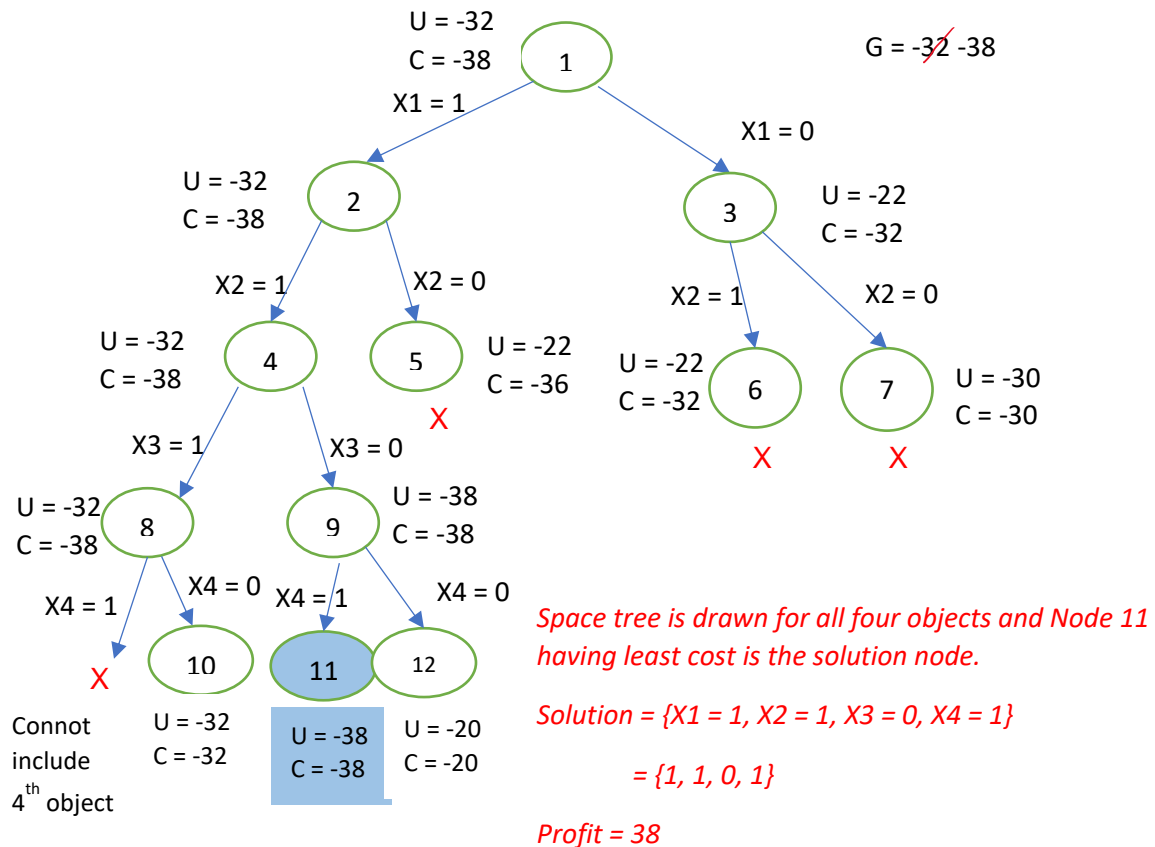 U = -32
C = -38
1
G = -32 -38
X1 = 1
X1 = 0
U = -32
C = -38
2
3
U = -22
C = -32
X2 = 1
X2 = 0
X2 = 1
X2 = 0
U = -32
C = -38
4
5
U = -22
C = -36
X
U = -22
C = -32
6
7
U = -30
C = -30
X
X
X3 = 1
X3 = 0
U = -32
C = -38
8
9
U = -38
C = -38
X4 = 1
X4 = 0
X4 = 1
X4 = 0
X
10
11
12
Connot
include
4th object
U = -32
C = -32
U = -38
C = -38
U = -20
C = -20
Space tree is drawn for all four objects and Node 11
having least cost is the solution node.
Solution = {X1 = 1, X2 = 1, X3 = 0, X4 = 1}
= {1, 1, 0, 1}
Profit = 38